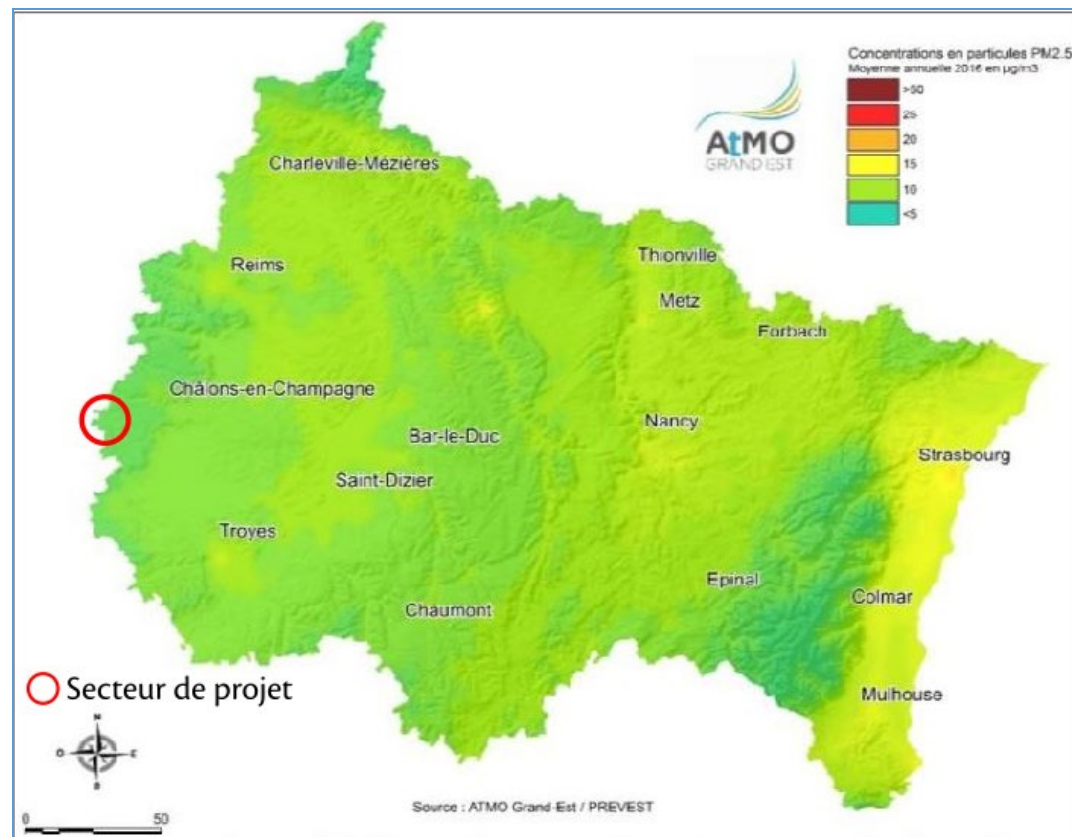 Concentrations en particules PM2.5
Moyenne annuelle 2016 en µg/m3
>50
25
20
15
10
<5
AtMO
GRAND EST
Charleville-Mézières
Reims
Thionville
Metz
Forbach
Châlons-en-Champagne
Bar-le-Duc
Nancy
Strasbourg
Saint-Dizier
Troyes
Epinal
Colmar
Chaumont
Mulhouse
Secteur de projet
N
O E
S
Source : ATMO Grand-Est / PREVEST
0 50